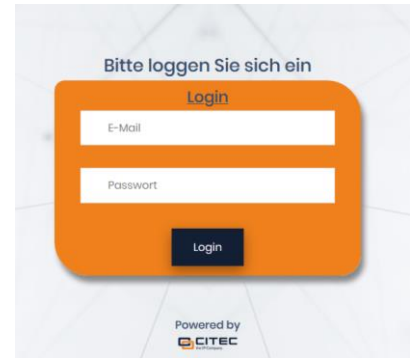 Bitte loggen Sie sich ein
Login
E-Mail
Passwort
Login
Powered by
CITEC